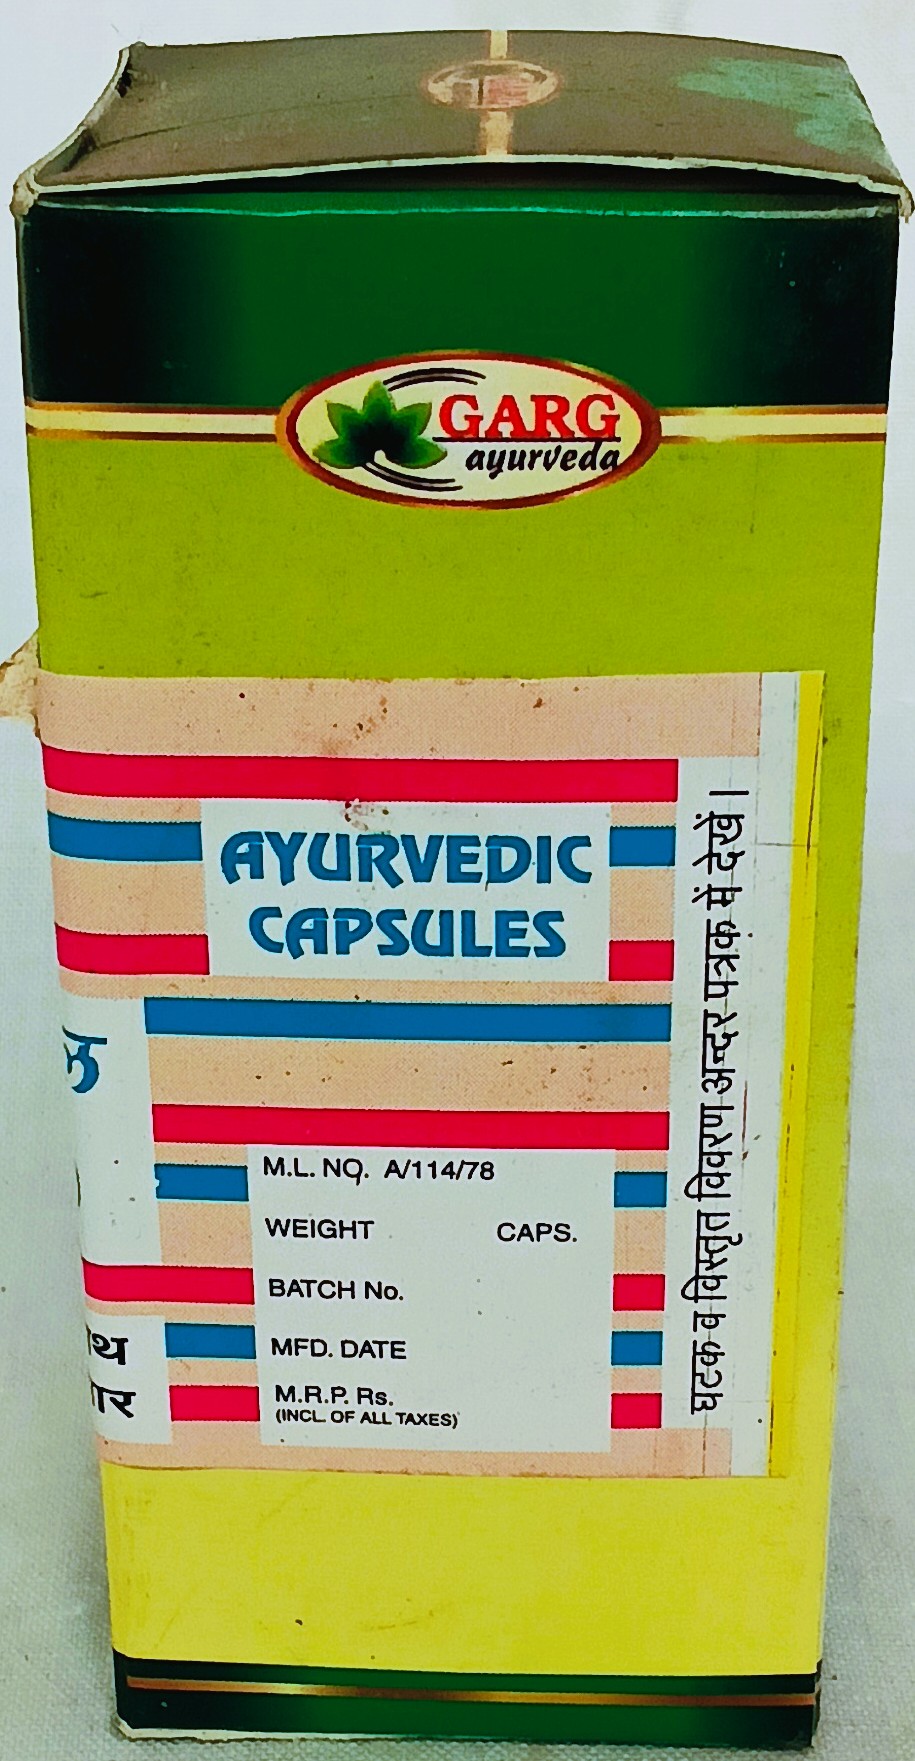 GARG
ayurveda
AYURVEDIC
CAPSULES
ल
M.L. NO. A/114/78
WEIGHT CAPS.
BATCH No.
MFD. DATE
M.R.P. Rs.
(INCL. OF ALL TAXES)
थ
ार
घटक व विस्तृत विवरण अन्दर पत्रक में देखें ।